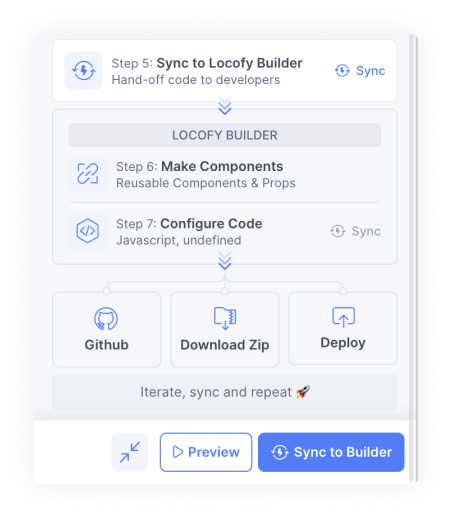 Step 5: Sync to Locofy Builder
Hand-off code to developers
Sync
LOCOFY BUILDER
Step 6: Make Components
Reusable Components & Props
Step 7: Configure Code
Javascript, undefined
Sync
Github
Download Zip
Deploy
Iterate, sync and repeat 🚀
Preview
Sync to Builder